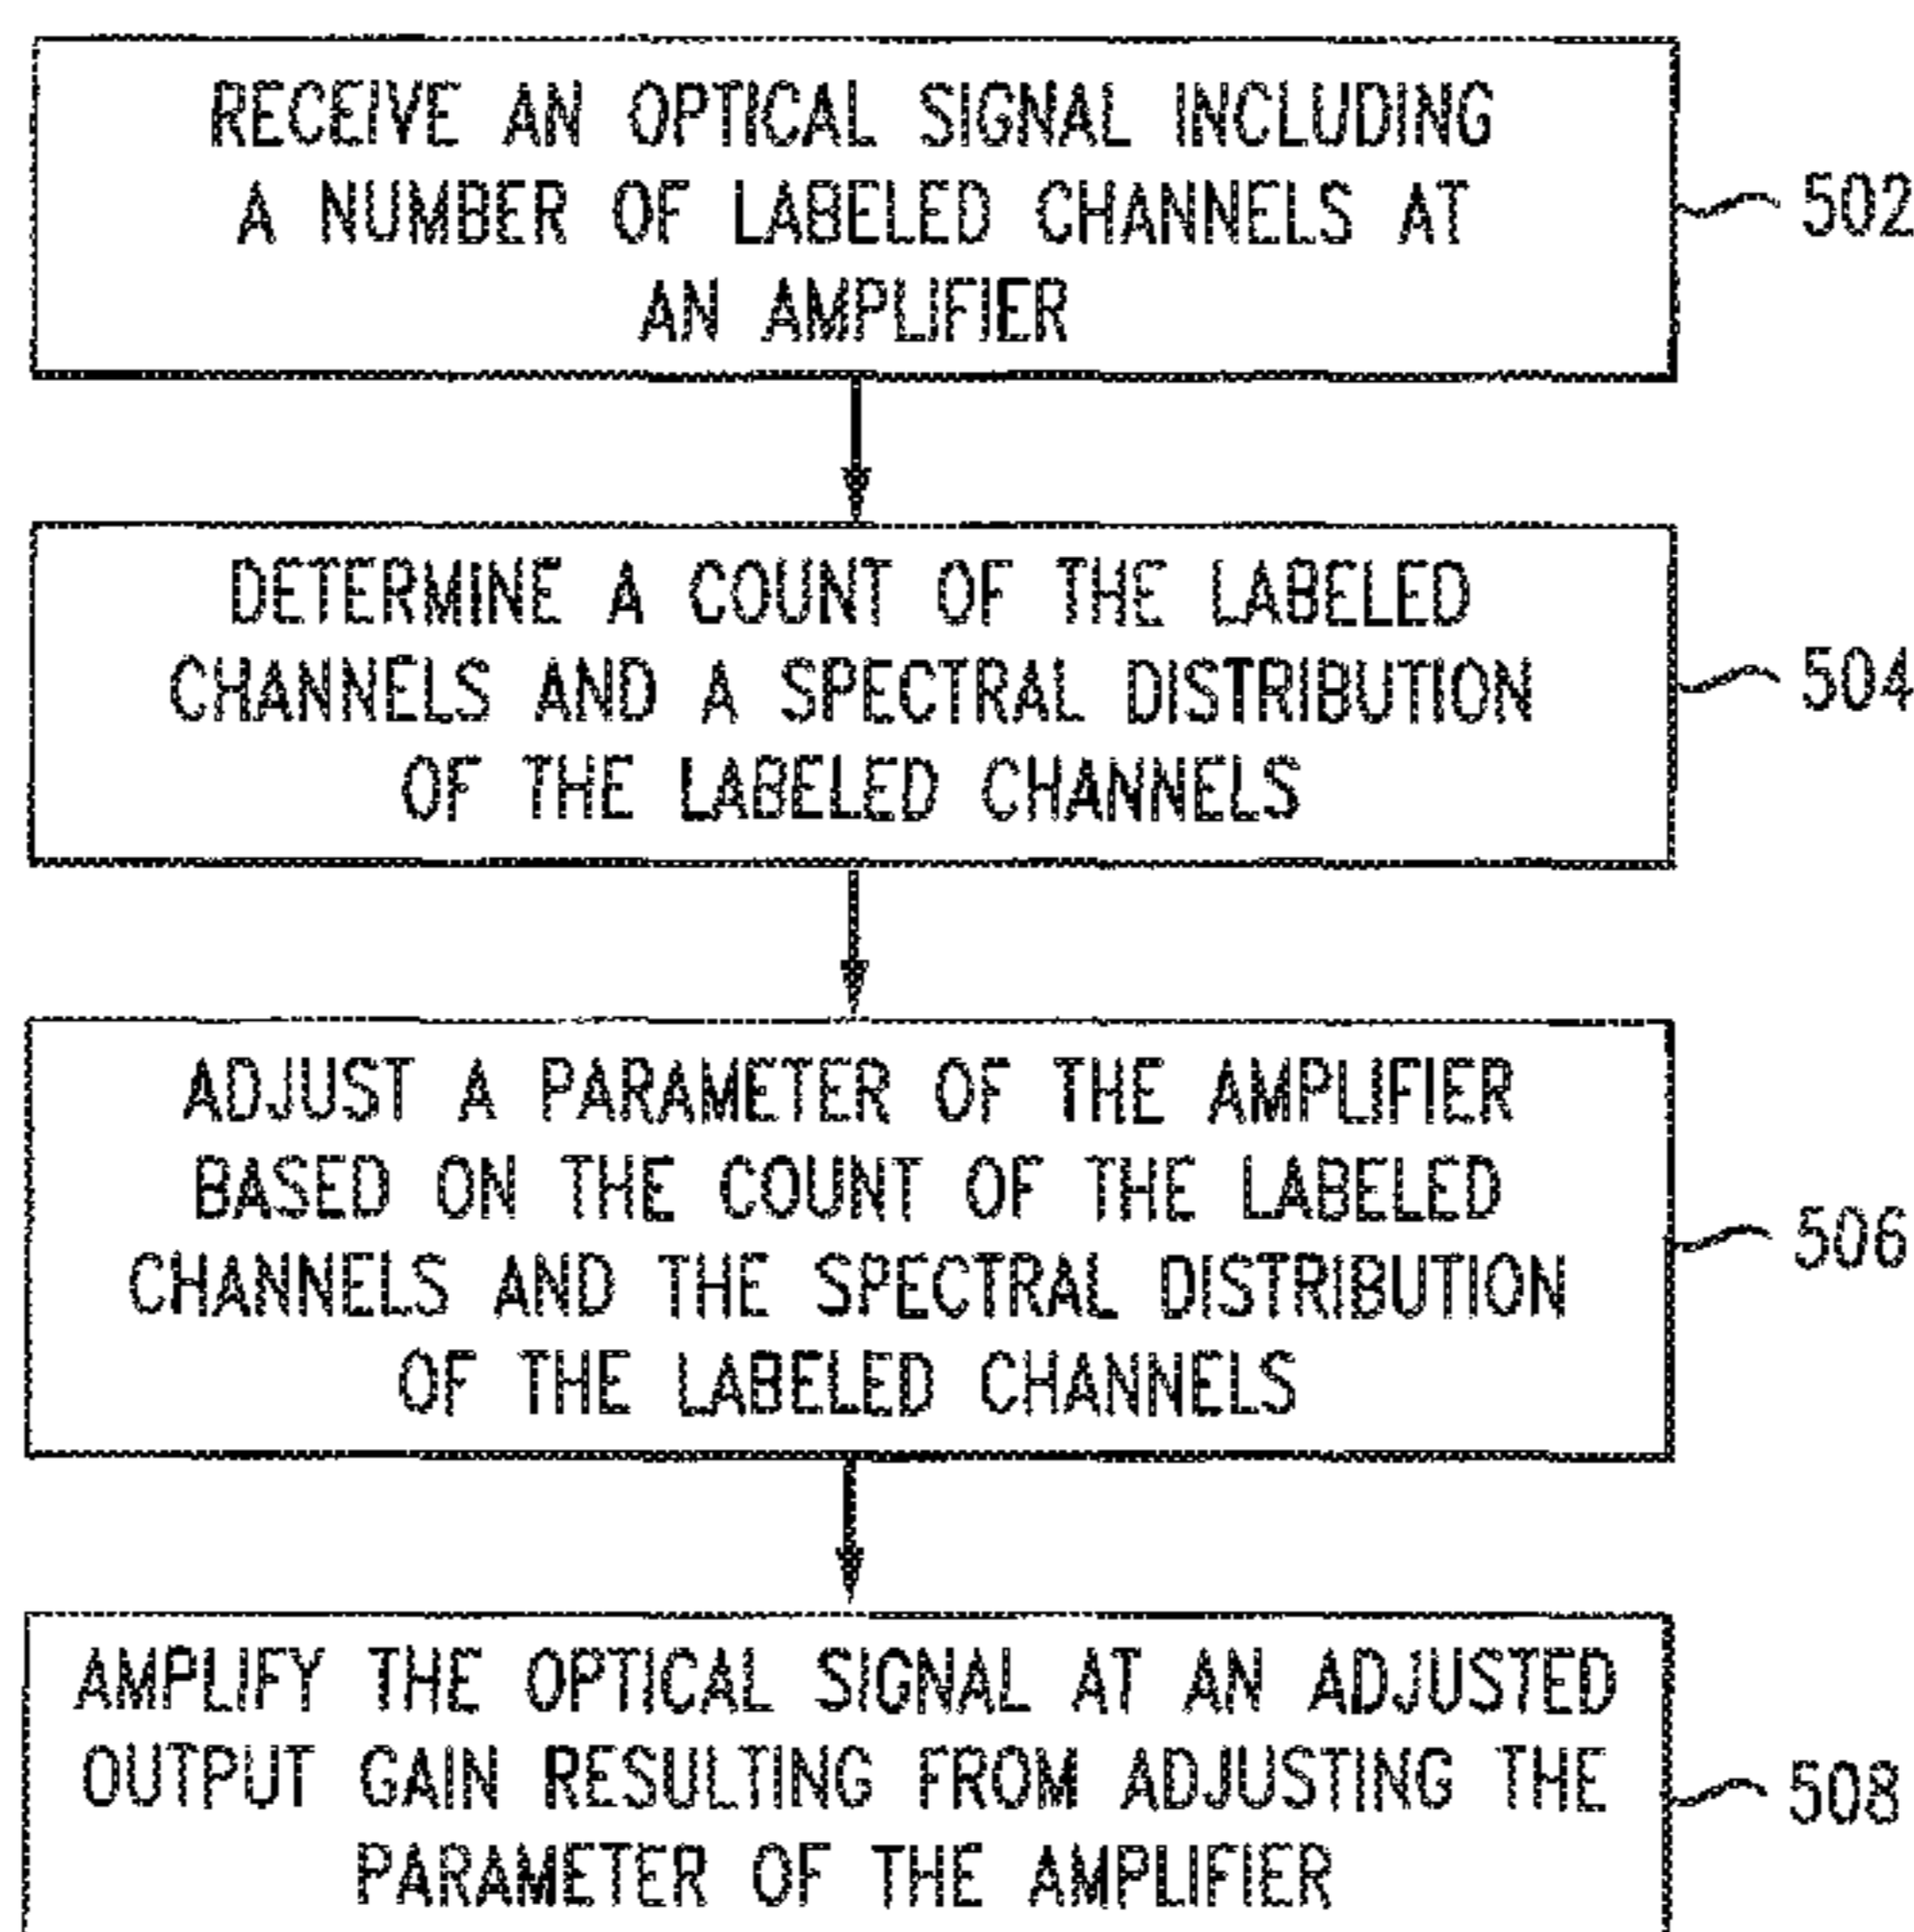 RECEIVE AN OPTICAL SIGNAL INCLUDING
A NUMBER OF LABELED CHANNELS AT
AN AMPLIFIER
502
DETERMINE A COUNT OF THE LABELED
CHANNELS AND A SPECTRAL DISTRIBUTION
OF THE LABELED CHANNELS
504
ADJUST A PARAMETER OF THE AMPLIFIER
BASED ON THE COUNT OF THE LABELED
CHANNELS AND THE SPECTRAL DISTRIBUTION
OF THE LABELED CHANNELS
506
AMPLIFY THE OPTICAL SIGNAL AT AN ADJUSTED
OUTPUT GAIN RESULTING FROM ADJUSTING THE
PARAMETER OF THE AMPLIFIER
508